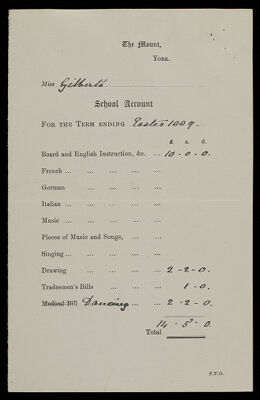 The Mount,
YORK.
Miss Gilberts
School Account
FOR THE TERM ENDING Easter 1889.
£ s. d.
Board and English Instruction, &c. ... 10 - 0 - 0.
French ... ... ... ... ...
German ... ... ... ...
Italian ... ... ... ... ...
Music ... ... ... ... ...
Pieces of Music and Songs, ... ...
Singing ... ... ... ... ...
Drawing ... ... ... ... 2 - 2 - 0.
Tradesmen's Bills ... ... ... 1 - 0.
Medical Bill Dancing ... ... 2 - 2 - 0.
14 - 5 - 0.
Total
P.T.O.